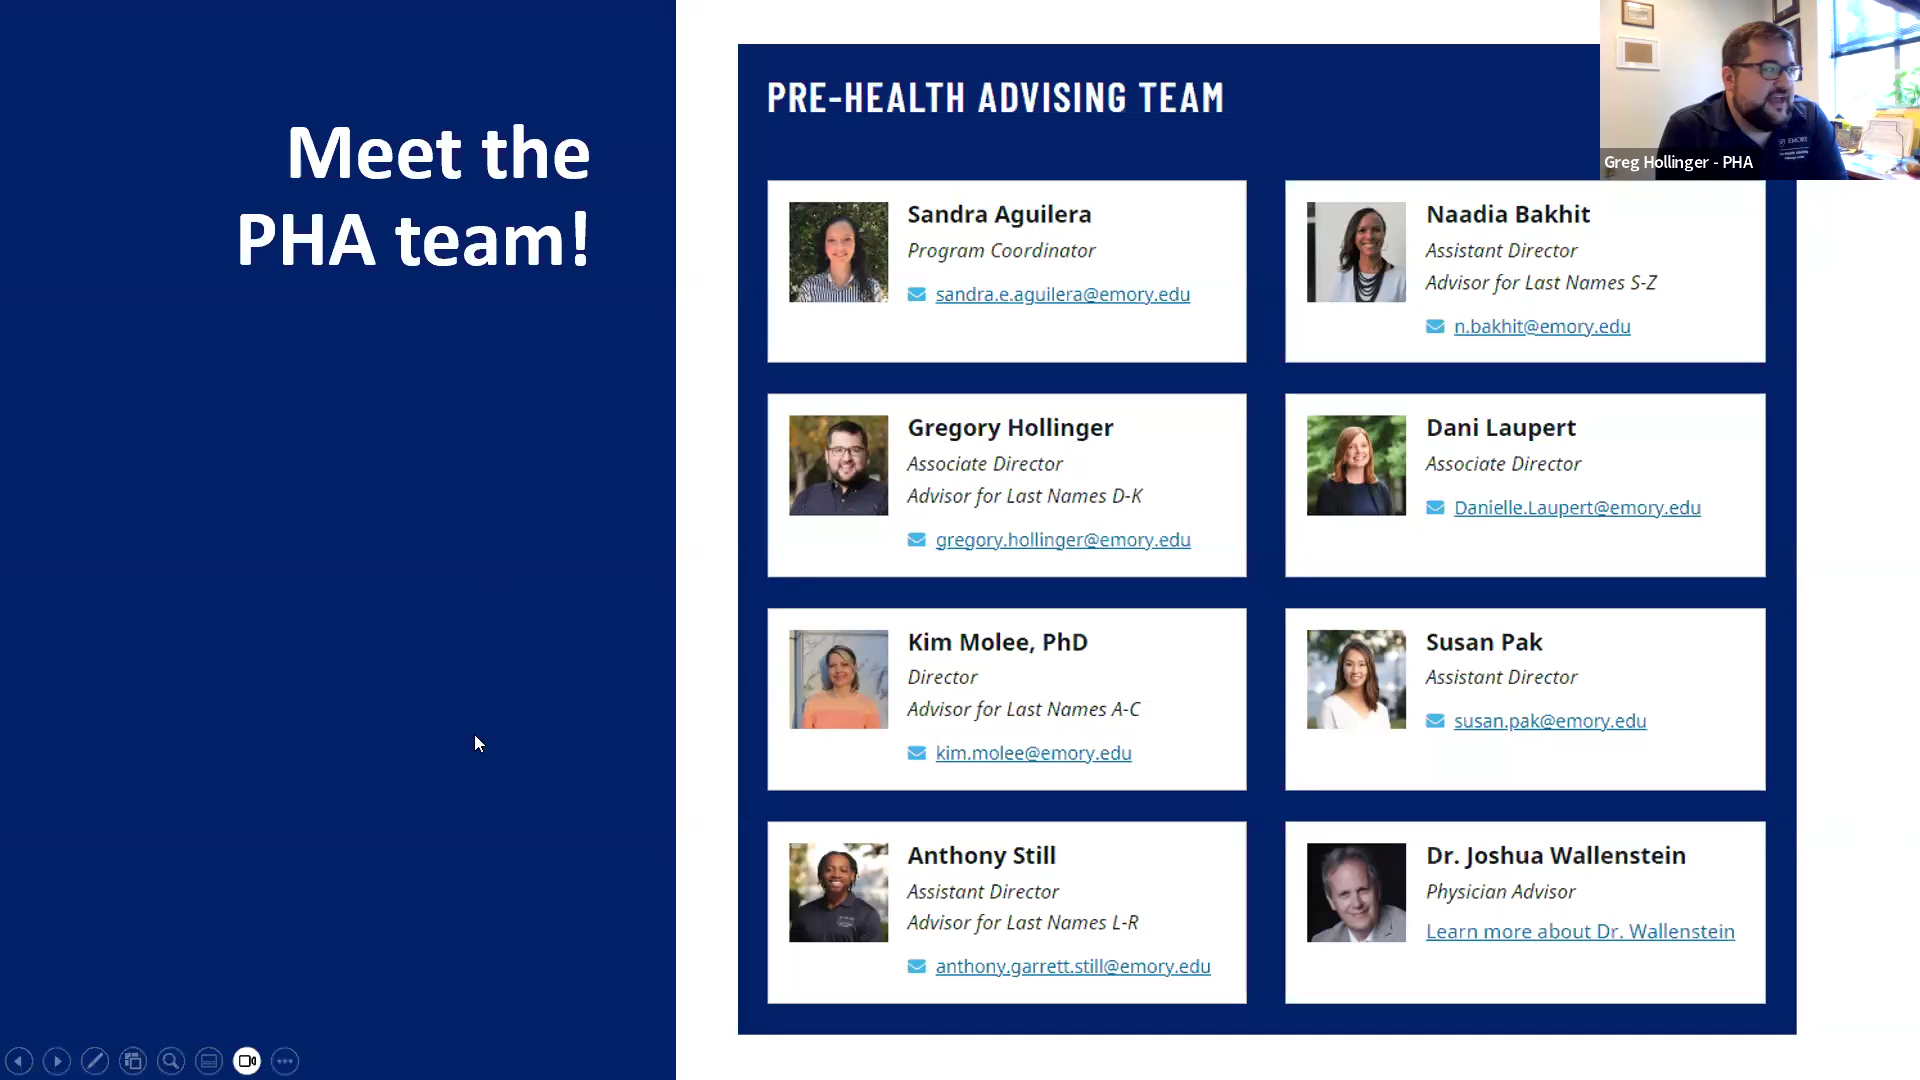 Meet the
PHA team!
PRE-HEALTH ADVISING TEAM
EMORY
Greg Hollinger - PHA
Sandra Aguilera
Program Coordinator
sandra.e.aguilera@emory.edu
Naadia Bakhit
Assistant Director
Advisor for Last Names S-Z
n.bakhit@emory.edu
Gregory Hollinger
Associate Director
Advisor for Last Names D-K
gregory.hollinger@emory.edu
Dani Laupert
Associate Director
Danielle.Laupert@emory.edu
Kim Molee, PhD
Director
Advisor for Last Names A-C
kim.molee@emory.edu
Susan Pak
Assistant Director
susan.pak@emory.edu
Anthony Still
Assistant Director
Advisor for Last Names L-R
anthony.garrett.still@emory.edu
Dr. Joshua Wallenstein
Physician Advisor
Learn more about Dr. Wallenstein